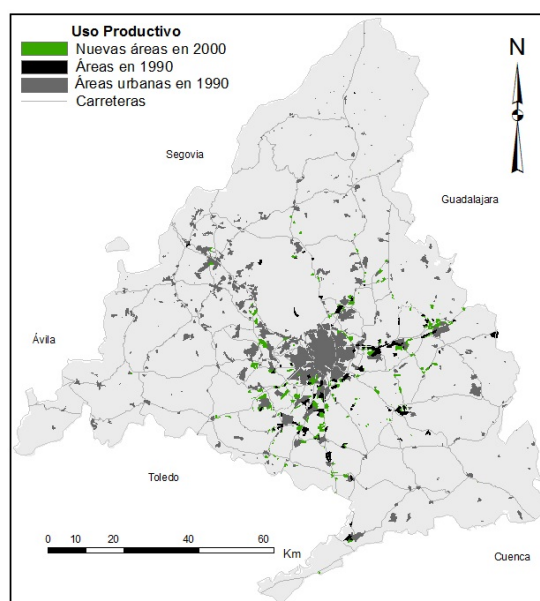 Uso Productivo
Nuevas áreas en 2000
Áreas en 1990
Áreas urbanas en 1990
Carreteras
N
Segovia
Guadalajara
Ávila
Toledo
0 10 20 40 60
Km
Cuenca